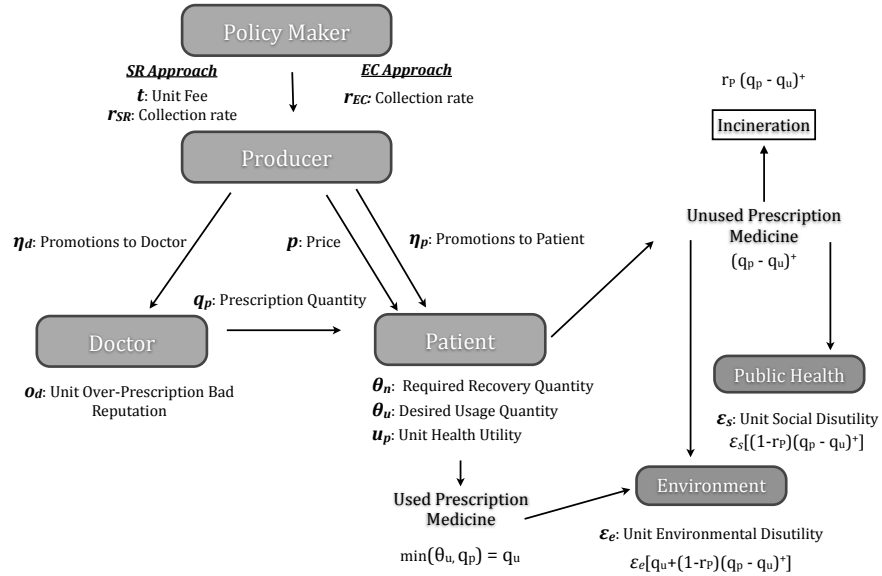 Policy Maker
SR Approach
t: Unit Fee
rSR: Collection rate
EC Approach
rEC: Collection rate
Producer
ηd: Promotions to Doctor
p: Price
ηp: Promotions to Patient
qp: Prescription Quantity
Doctor
od: Unit Over-Prescription Bad
Reputation
Patient
θn: Required Recovery Quantity
θu: Desired Usage Quantity
up: Unit Health Utility
Used Prescription
Medicine
min(θu, qp) = qu
rP (qp - qu)+
Incineration
Unused Prescription
Medicine
(qp - qu)+
Public Health
εs: Unit Social Disutility
εs[(1-rP)(qp - qu)+]
Environment
εe: Unit Environmental Disutility
εe[qu+(1-rP)(qp - qu)+]